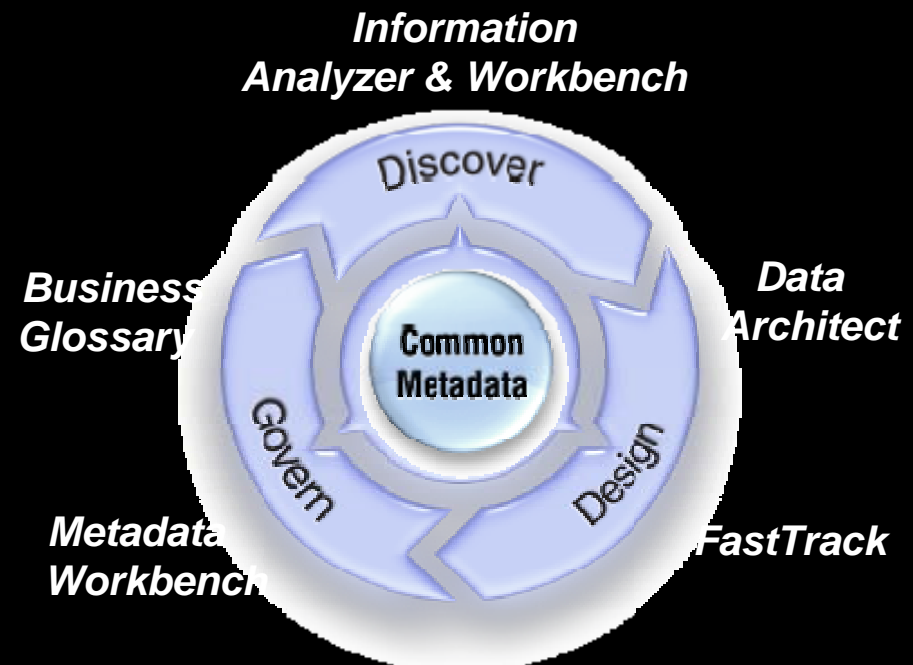 Information
Analyzer & Workbench
Discover
Business
Glossary
Data
Architect
Common
Metadata
Govern
Design
Metadata
Workbench
FastTrack